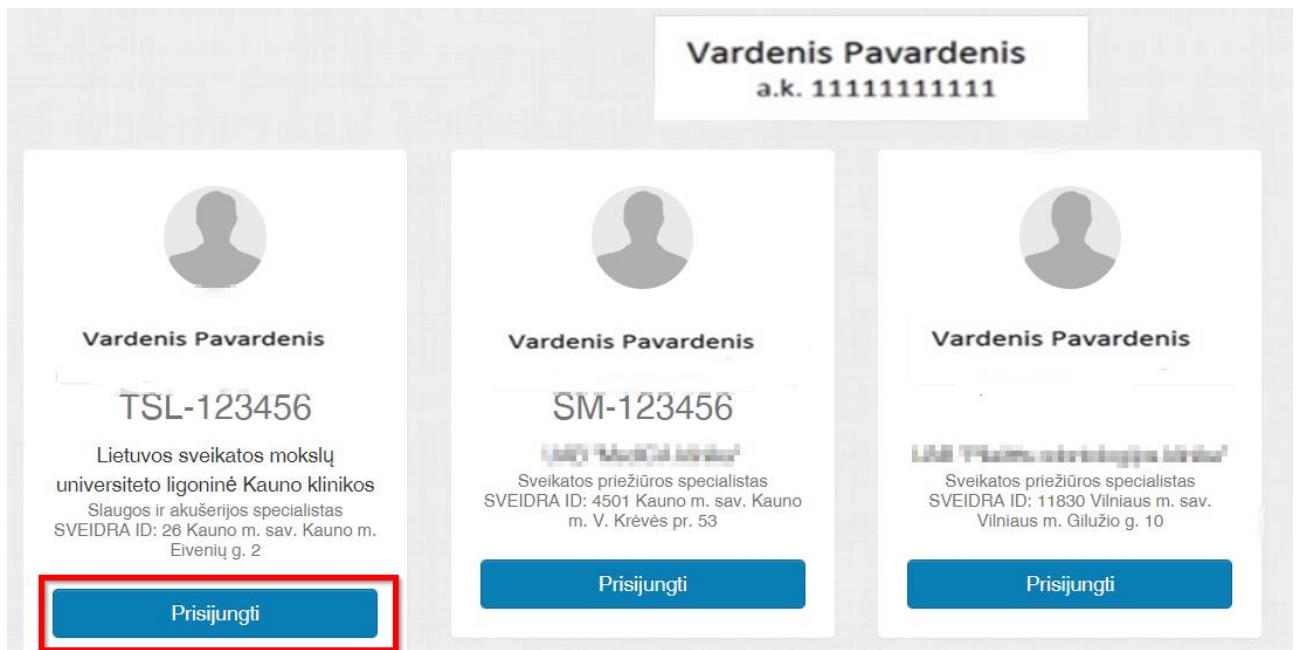 Vardenis Pavardenis
a.k. 11111111111
Vardenis Pavardenis
TSL-123456
Lietuvos sveikatos mokslų
universiteto ligoninė Kauno klinikos
Slaugos ir akušerijos specialistas
SVEIDRA ID: 26 Kauno m. sav. Kauno m.
Eivenių g. 2
Prisijungti
Vardenis Pavardenis
SM-123456
Sveikatos priežiūros specialistas
SVEIDRA ID: 4501 Kauno m. sav. Kauno
m. V. Krėvės pr. 53
Prisijungti
Vardenis Pavardenis
Sveikatos priežiūros specialistas
SVEIDRA ID: 11830 Vilniaus m. sav.
Vilniaus m. Gilužio g. 10
Prisijungti